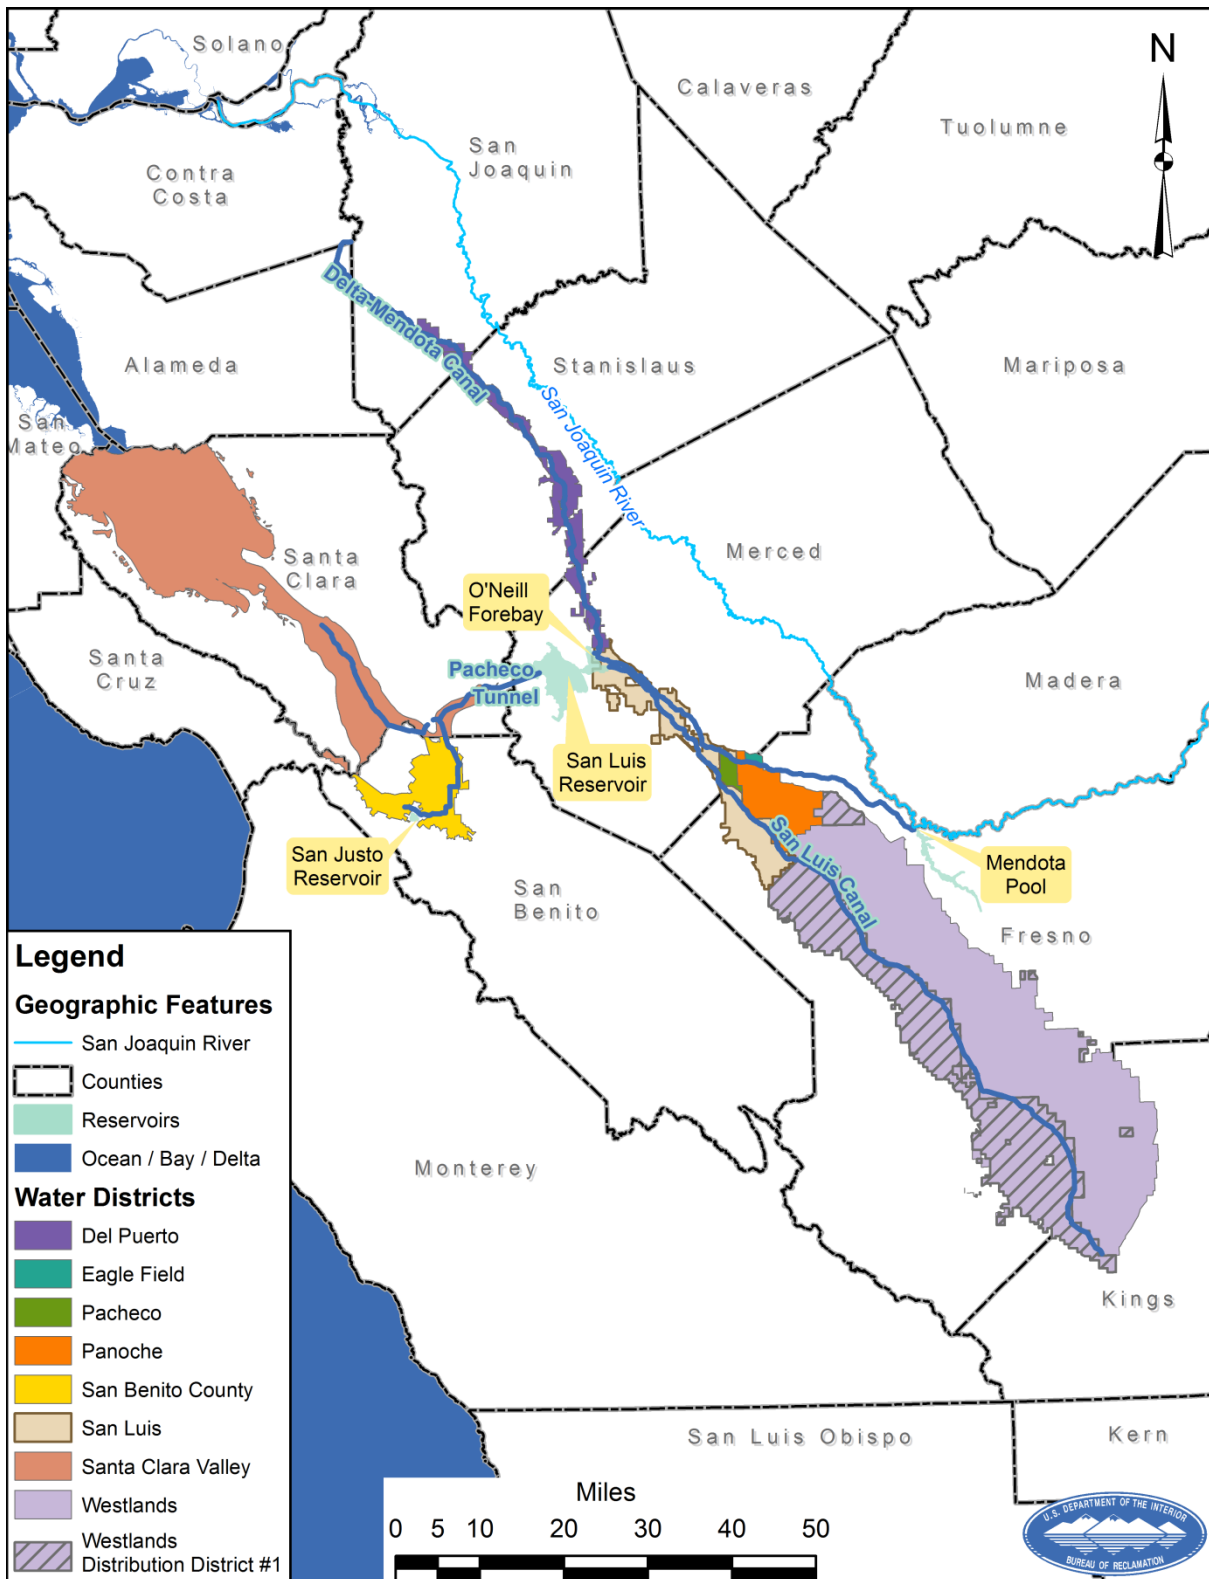 Solano
Calaveras
N
Tuolumne
San
Joaquin
Contra
Costa
Delta-Mendota Canal
Alameda
Stanislaus
Mariposa
San
Mateo
San Joaquin River
Merced
Santa
Clara
O'Neill
Forebay
Santa
Cruz
Pacheco
Tunnel
Madera
San Luis
Reservoir
San Luis Canal
San Justo
Reservoir
Mendota
Pool
San
Benito
Fresno
Monterey
Kings
San Luis Obispo
Kern
Legend
Geographic Features
San Joaquin River
Counties
Reservoirs
Ocean / Bay / Delta
Water Districts
Del Puerto
Eagle Field
Pacheco
Panoche
San Benito County
San Luis
Santa Clara Valley
Westlands
Westlands
Distribution District #1
Miles
0 5 10 20 30 40 50
U.S. DEPARTMENT OF THE INTERIOR
BUREAU OF RECLAMATION